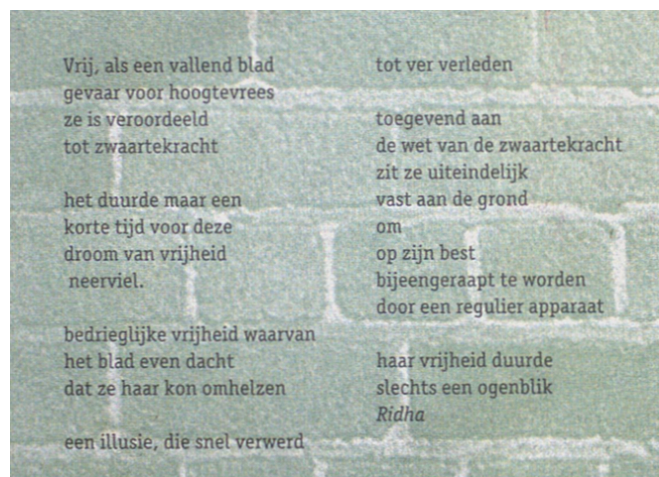 Vrij, als een vallend blad
gevaar voor hoogtevrees
ze is veroordeeld
tot zwaartekracht

het duurde maar een
korte tijd voor deze
droom van vrijheid
neerviel.

bedrieglijke vrijheid waarvan
het blad even dacht
dat ze haar kon omhelzen

een illusie, die snel verwerd
tot ver verleden

toegevend aan
de wet van de zwaartekracht
zit ze uiteindelijk
vast aan de grond
om
op zijn best
bijeengeraapt te worden
door een regulier apparaat

haar vrijheid duurde
slechts een ogenblik
Ridha